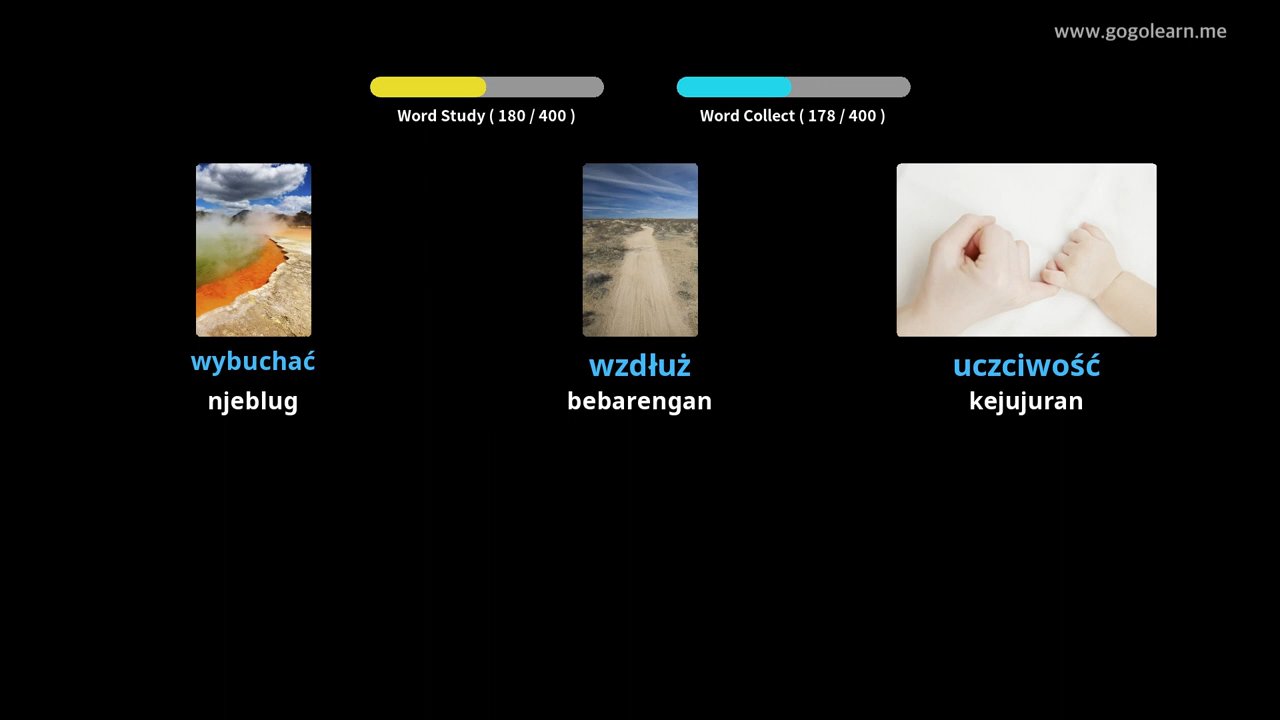 www.gogolearn.me
Word Study ( 180 / 400 )
Word Collect ( 178 / 400 )
wybuchać
wzdłuż
uczciwość
njeblug
bebarengan
kejujuran